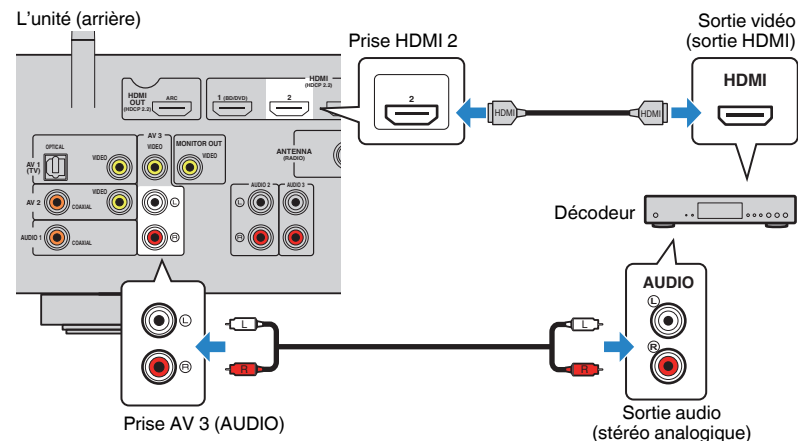 L'unité (arrière)
Prise HDMI 2
Sortie vidéo
(sortie HDMI)
HDMI
HDMI
(HDCP 2.2)
HDMI
OUT
(HDCP 2.2)
ARC
1 (BD/DVD)
2
2
HDMI
HDMI
OPTICAL
AV 1
(TV)
VIDEO
AV 3
VIDEO
MONITOR OUT
VIDEO
ANTENNA
(RADIO)
AV 2
COAXIAL
VIDEO
L
R
AUDIO 2
AUDIO 3
L
R
AUDIO 1
COAXIAL
Décodeur
AUDIO
L
R
L
R
L
R
L
R
Prise AV 3 (AUDIO)
Sortie audio
(stéréo analogique)